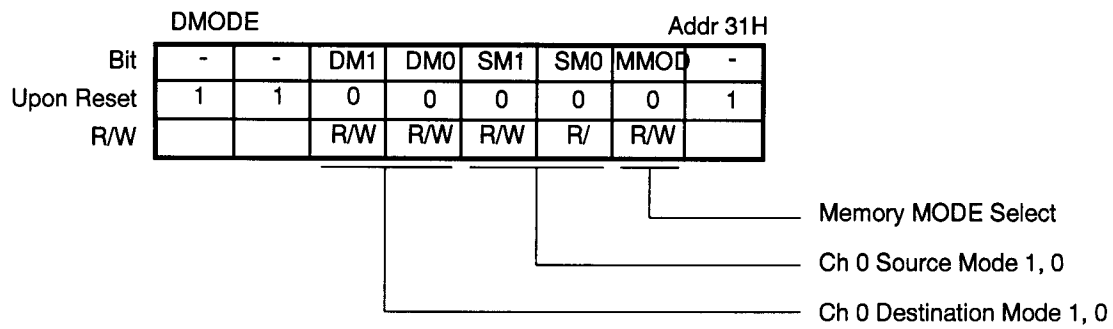 DMODE Addr 31H
Bit - - DM1 DM0 SM1 SM0 MMOD -
Upon Reset 1 1 0 0 0 0 0 1
R/W R/W R/W R/W R/ R/W
Memory MODE Select
Ch 0 Source Mode 1, 0
Ch 0 Destination Mode 1, 0